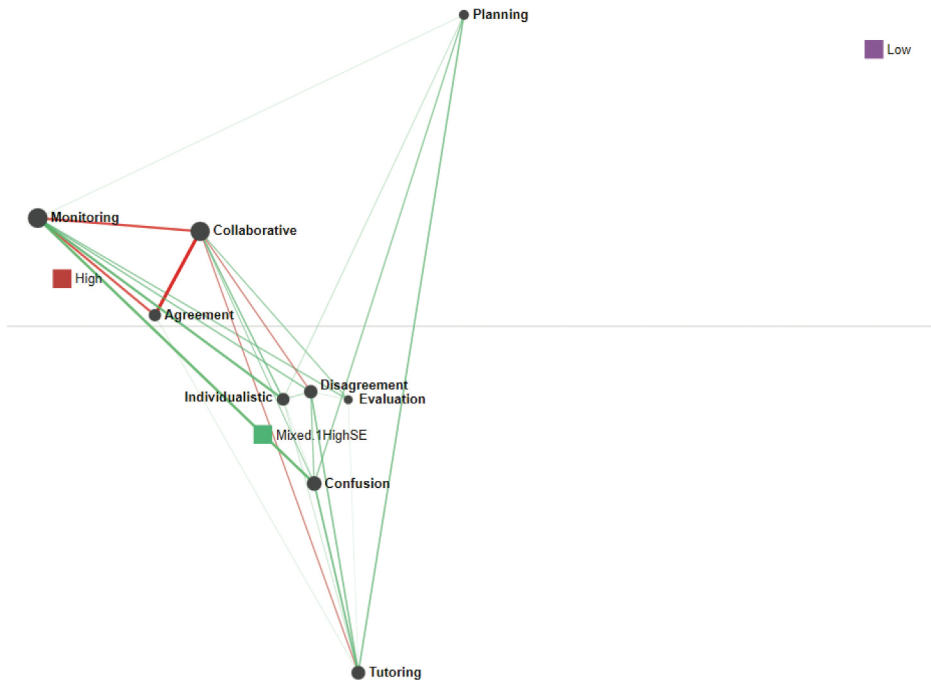 Planning
Low
Monitoring
Collaborative
High
Agreement
Disagreement
Individualistic
Evaluation
Mixed.1HighSE
Confusion
Tutoring